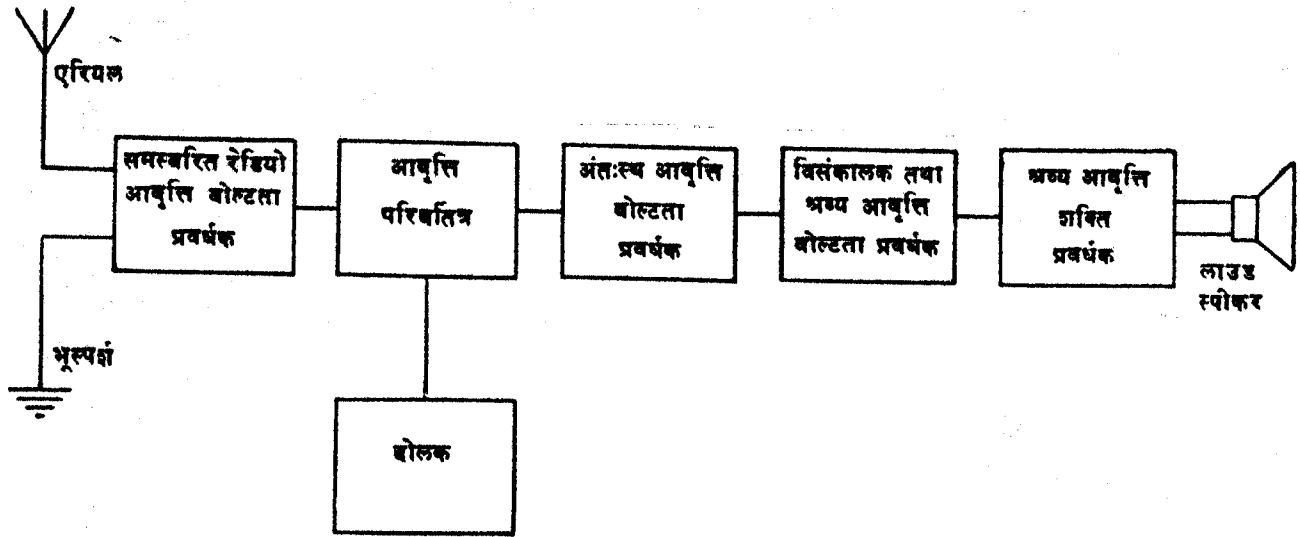 एरियल
समस्वरित रेडियो
आवृत्ति वोल्टता
प्रवर्धक
आवृत्ति
परिवर्तित्र
अंतःस्थ आवृत्ति
वोल्टता
प्रवर्धक
विसंकालक तथा
श्रव्य आवृत्ति
वोल्टता प्रवर्धक
श्रव्य आवृत्ति
शक्ति
प्रवर्धक
लाउड
स्पीकर
भूस्पर्श
दोलक